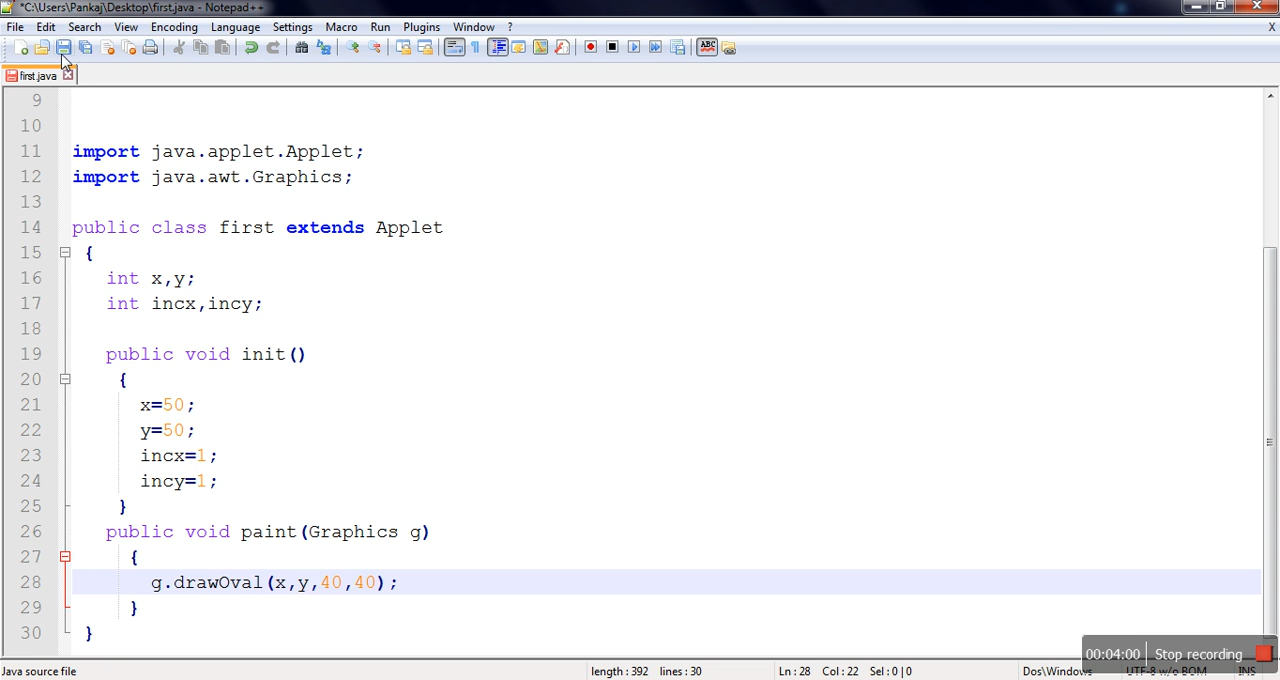 *C:\Users\Pankaj\Desktop\first.java - Notepad++
File Edit Search View Encoding Language Settings Macro Run Plugins Window ? X
ABC
first.java
9
10
11 import java.applet.Applet;
12 import java.awt.Graphics;
13
14 public class first extends Applet
15 {
16 int x,y;
17 int incx,incy;
18
19 public void init()
20 {
21 x=50;
22 y=50;
23 incx=1;
24 incy=1;
25 }
26 public void paint(Graphics g)
27 {
28 g.drawOval(x,y,40,40);
29 }
30 }
00:04:00 Stop recording
Java source file length : 392 lines : 30 Ln : 28 Col : 22 Sel : 0 | 0 Dos\Windows UTF-8 w/o BOM INS